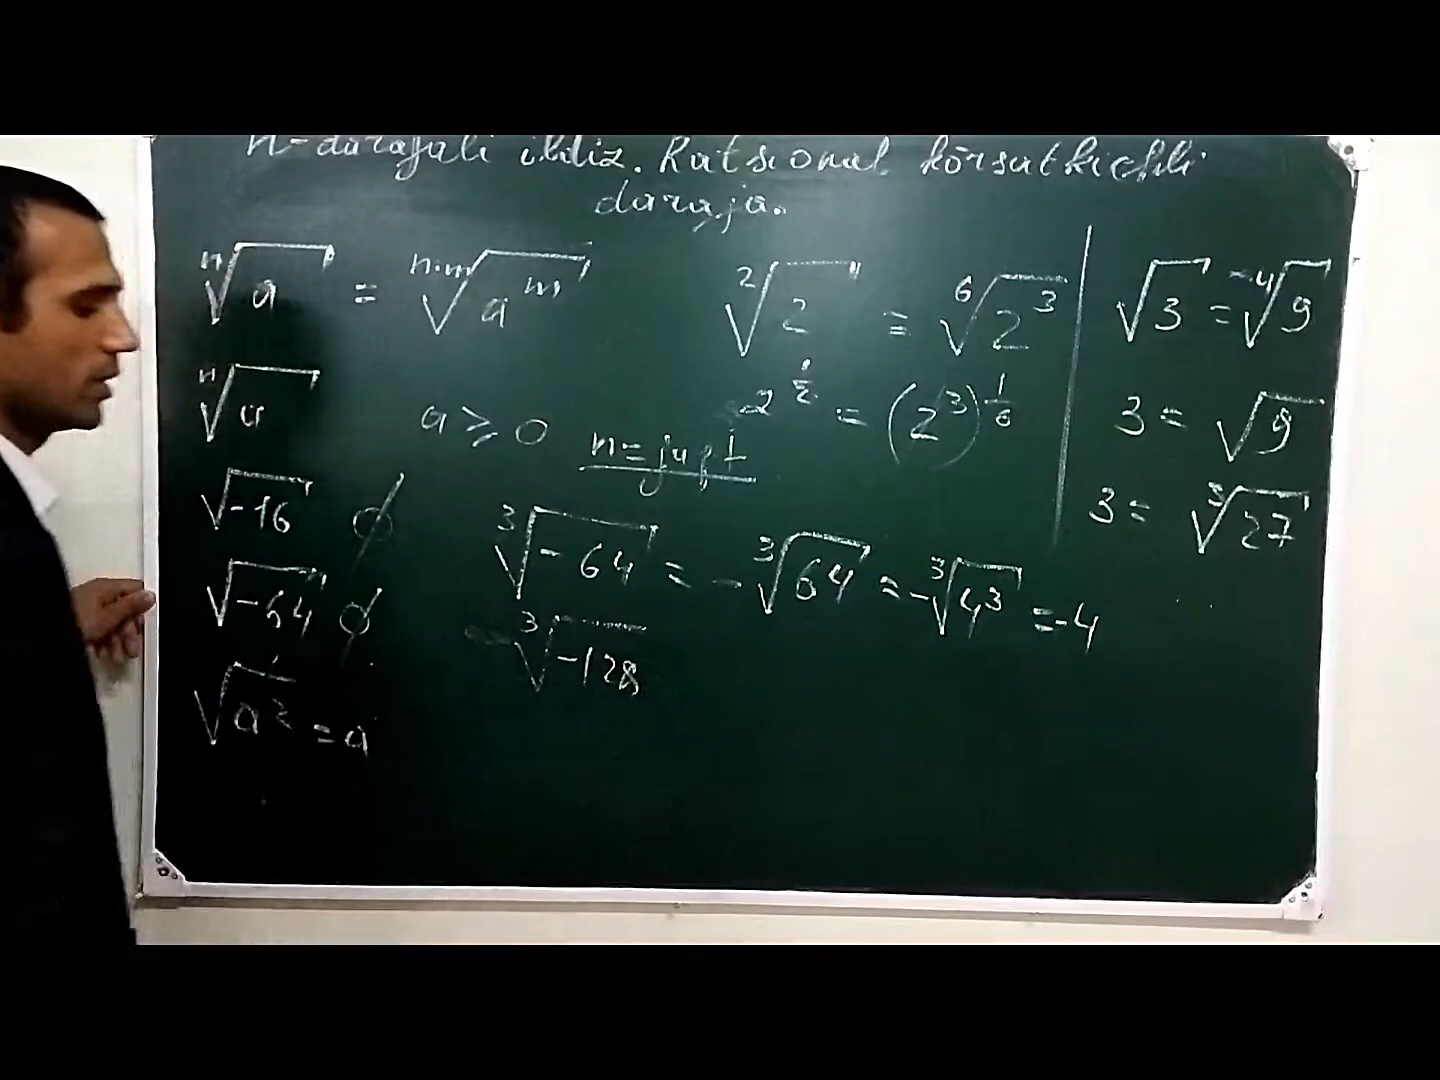 n-darajali ildiz. Ratsional ko'rsatkichli
daraja.
ⁿ√a = ⁿ·ᵐ√aᵐ
²√2 = ⁶√2³
√3 = ⁴√9
ⁿ√a a ≥ 0 n = juft
2^(1/2) = (2³)^(1/6)
3 = √9
√-16 ∅
3 = ³√27
³√-64 = -³√64 = -³√4³ = -4
√-64 ∅
³√-128
√a² = a